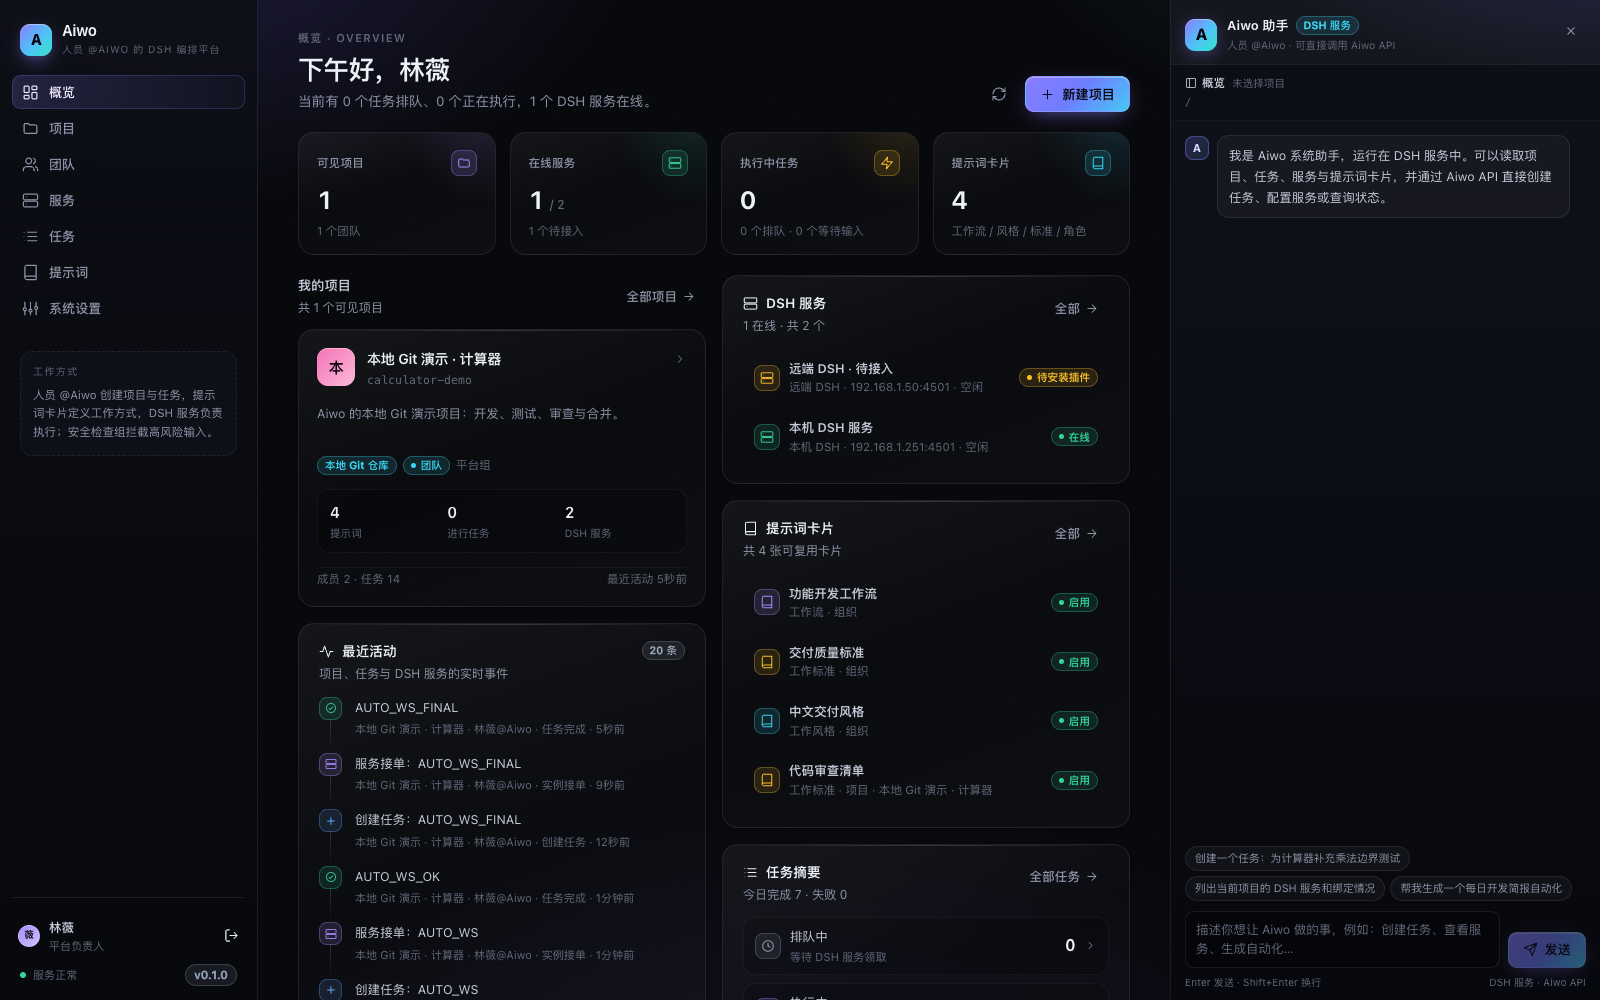 A
Aiwo
人员 @AIWO 的 DSH 编排平台
概览
项目
团队
服务
任务
提示词
系统设置
工作方式
人员 @Aiwo 创建项目与任务，提示
词卡片定义工作方式，DSH 服务负责
执行；安全检查组拦截高风险输入。
薇
林薇
平台负责人
服务正常
v0.1.0
概览 · OVERVIEW
下午好，林薇
当前有 0 个任务排队、0 个正在执行，1 个 DSH 服务在线。
新建项目
可见项目
1
1 个团队
在线服务
1 / 2
1 个待接入
执行中任务
0
0 个排队 · 0 个等待输入
提示词卡片
4
工作流 / 风格 / 标准 / 角色
我的项目
共 1 个可见项目
全部项目
本
本地 Git 演示 · 计算器
calculator-demo
Aiwo 的本地 Git 演示项目：开发、测试、审查与合并。
本地 Git 仓库
团队
平台组
4
提示词
0
进行任务
2
DSH 服务
成员 2 · 任务 14
最近活动 5秒前
最近活动
20 条
项目、任务与 DSH 服务的实时事件
AUTO_WS_FINAL
本地 Git 演示 · 计算器 · 林薇@Aiwo · 任务完成 · 5秒前
服务接单：AUTO_WS_FINAL
本地 Git 演示 · 计算器 · 林薇@Aiwo · 实例接单 · 9秒前
创建任务：AUTO_WS_FINAL
本地 Git 演示 · 计算器 · 林薇@Aiwo · 创建任务 · 12秒前
AUTO_WS_OK
本地 Git 演示 · 计算器 · 林薇@Aiwo · 任务完成 · 1分钟前
服务接单：AUTO_WS
本地 Git 演示 · 计算器 · 林薇@Aiwo · 实例接单 · 1分钟前
创建任务：AUTO_WS
DSH 服务
1 在线 · 共 2 个
全部
远端 DSH · 待接入
远端 DSH · 192.168.1.50:4501 · 空闲
待安装插件
本机 DSH 服务
本机 DSH · 192.168.1.251:4501 · 空闲
在线
提示词卡片
共 4 张可复用卡片
全部
功能开发工作流
工作流 · 组织
启用
交付质量标准
工作标准 · 组织
启用
中文交付风格
工作风格 · 组织
启用
代码审查清单
工作标准 · 项目 · 本地 Git 演示 · 计算器
启用
任务摘要
今日完成 7 · 失败 0
全部任务
排队中
等待 DSH 服务领取
0
A
Aiwo 助手
DSH 服务
人员 @Aiwo · 可直接调用 Aiwo API
概览 未选择项目
/
A
我是 Aiwo 系统助手，运行在 DSH 服务中。可以读取项
目、任务、服务与提示词卡片，并通过 Aiwo API 直接创建
任务、配置服务或查询状态。
创建一个任务：为计算器补充乘法边界测试
列出当前项目的 DSH 服务和绑定情况
帮我生成一个每日开发简报自动化
描述你想让 Aiwo 做的事，例如：创建任务、查看服
务、生成自动化...
发送
Enter 发送 · Shift+Enter 换行
DSH 服务 · Aiwo API